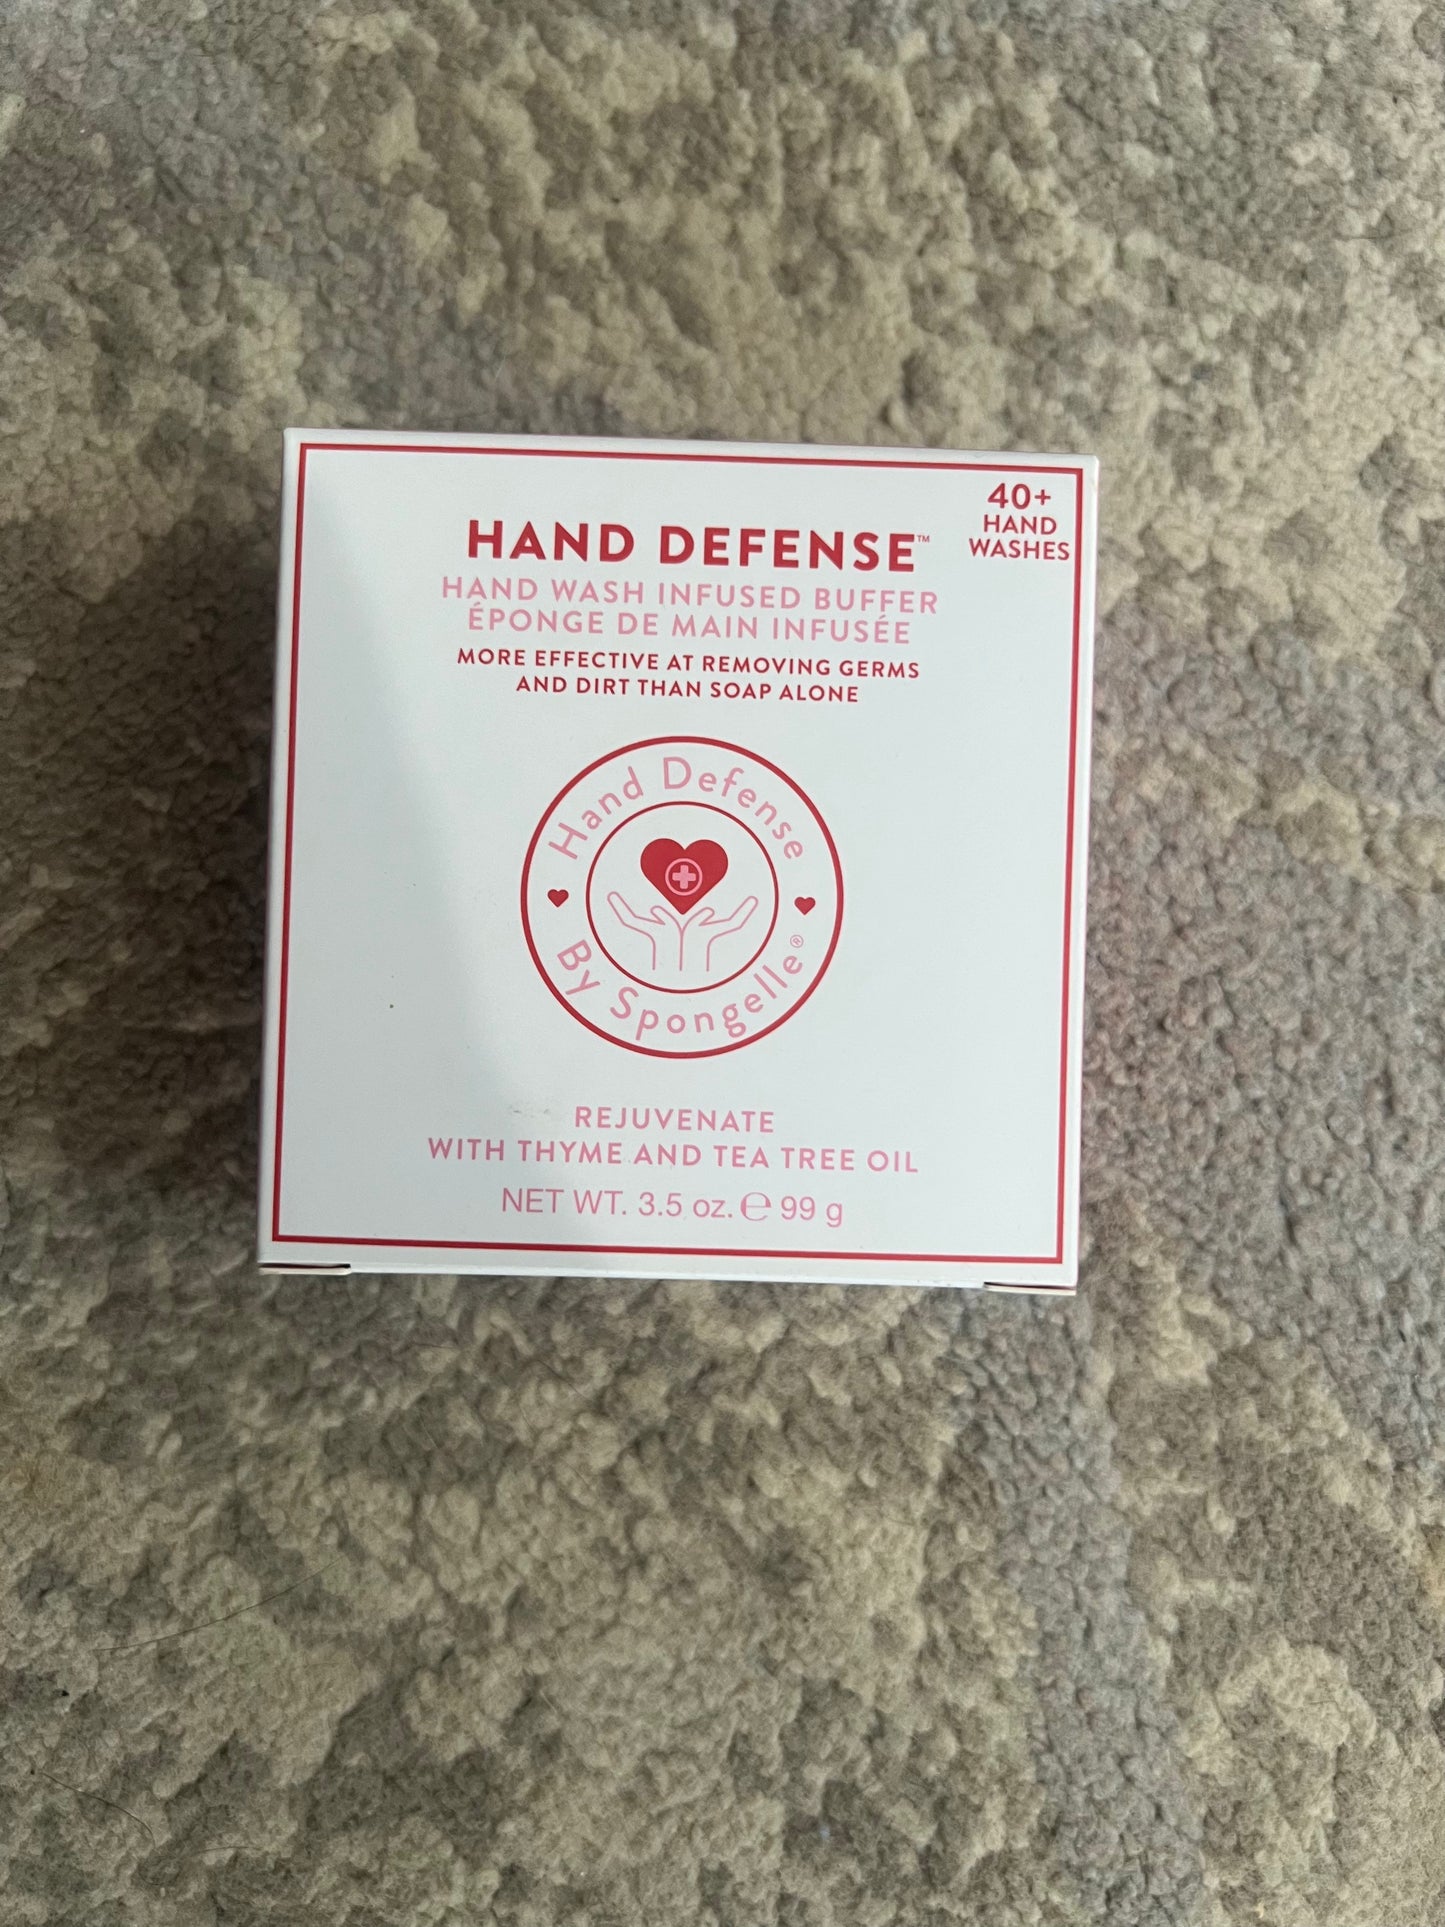 40+
HAND
WASHES
HAND DEFENSE™
HAND WASH INFUSED BUFFER
ÉPONGE DE MAIN INFUSÉE
MORE EFFECTIVE AT REMOVING GERMS
AND DIRT THAN SOAP ALONE
Hand Defense
By Spongelle®
REJUVENATE
WITH THYME AND TEA TREE OIL
NET WT. 3.5 oz. ℮ 99 g